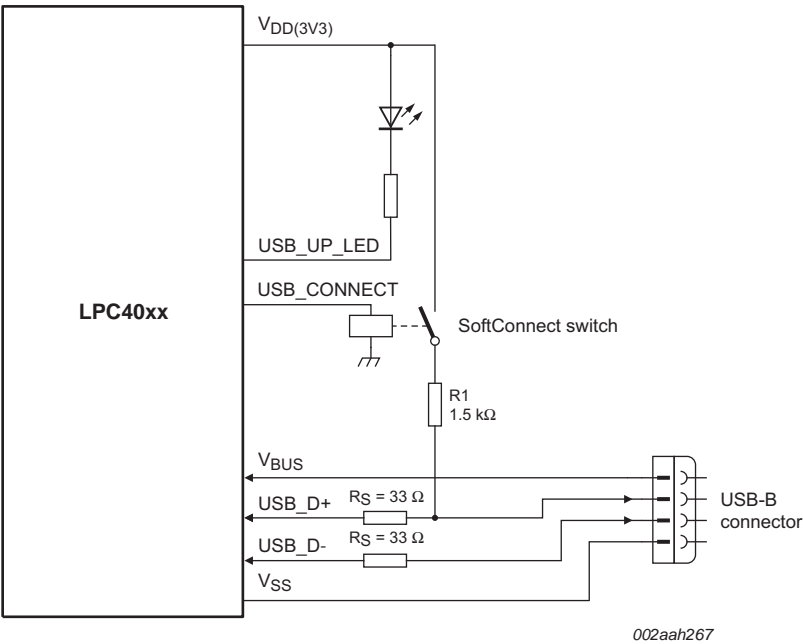 VDD(3V3)
USB_UP_LED
USB_CONNECT
LPC40xx
SoftConnect switch
R1
1.5 kΩ
VBUS
USB_D+
RS = 33 Ω
USB-B
connector
USB_D-
RS = 33 Ω
VSS
002aah267